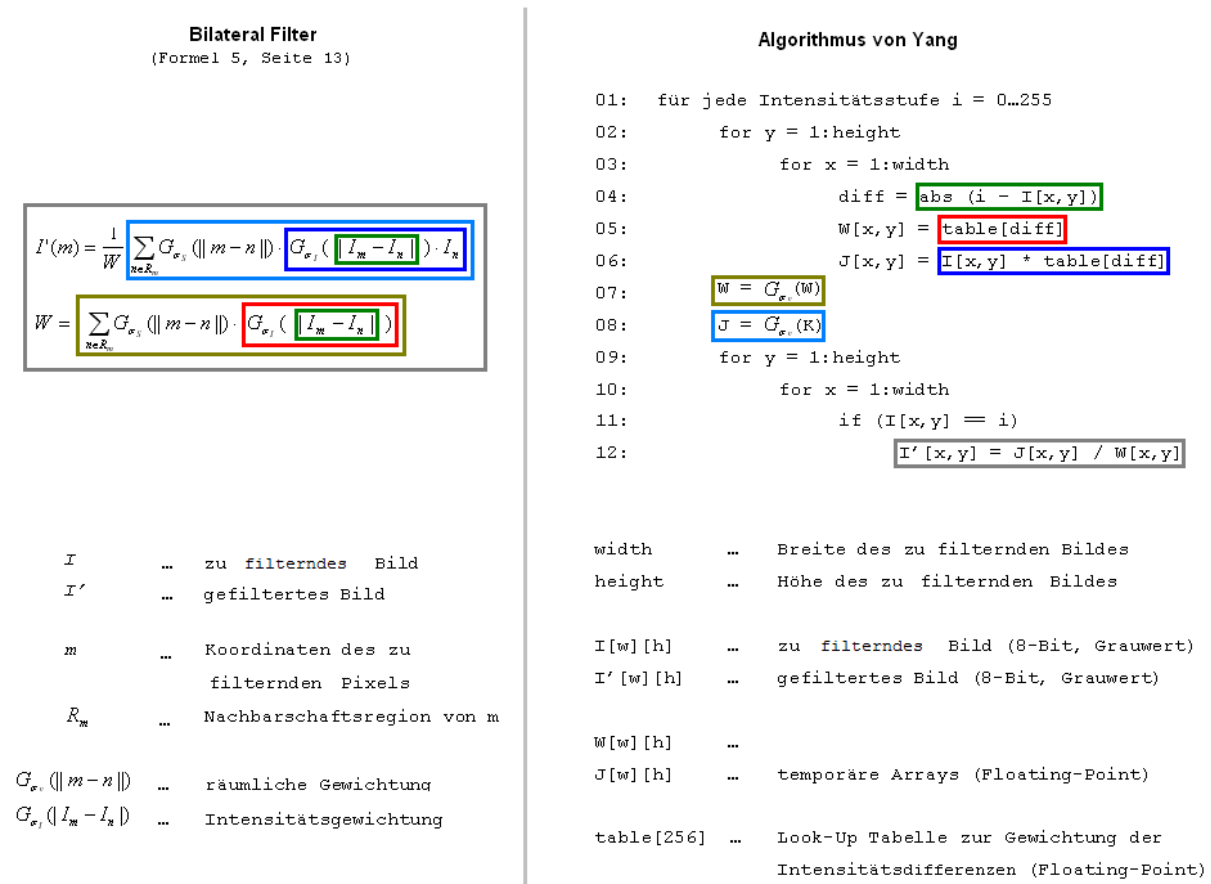 Bilateral Filter
(Formel 5, Seite 13)
I'(m) = 1/W ∑_{n∈R_m} G_{σ_S} (‖ m − n ‖) · G_{σ_I} ( | I_m − I_n | ) · I_n
W = ∑_{n∈R_m} G_{σ_S} (‖ m − n ‖) · G_{σ_I} ( | I_m − I_n | )
I … zu filterndes Bild
I' … gefiltertes Bild
m … Koordinaten des zu
filternden Pixels
R_m … Nachbarschaftsregion von m
G_{σ_s} (‖ m − n ‖) … räumliche Gewichtung
G_{σ_I} (| I_m − I_n |) … Intensitätsgewichtung
Algorithmus von Yang
01: für jede Intensitätsstufe i = 0…255
02: for y = 1:height
03: for x = 1:width
04: diff = abs (i - I[x,y])
05: W[x,y] = table[diff]
06: J[x,y] = I[x,y] * table[diff]
07: W = G_{σ_s}(W)
08: J = G_{σ_s}(K)
09: for y = 1:height
10: for x = 1:width
11: if (I[x,y] == i)
12: I'[x,y] = J[x,y] / W[x,y]
width … Breite des zu filternden Bildes
height … Höhe des zu filternden Bildes
I[w][h] … zu filterndes Bild (8-Bit, Grauwert)
I'[w][h] … gefiltertes Bild (8-Bit, Grauwert)
W[w][h] …
J[w][h] … temporäre Arrays (Floating-Point)
table[256] … Look-Up Tabelle zur Gewichtung der
Intensitätsdifferenzen (Floating-Point)